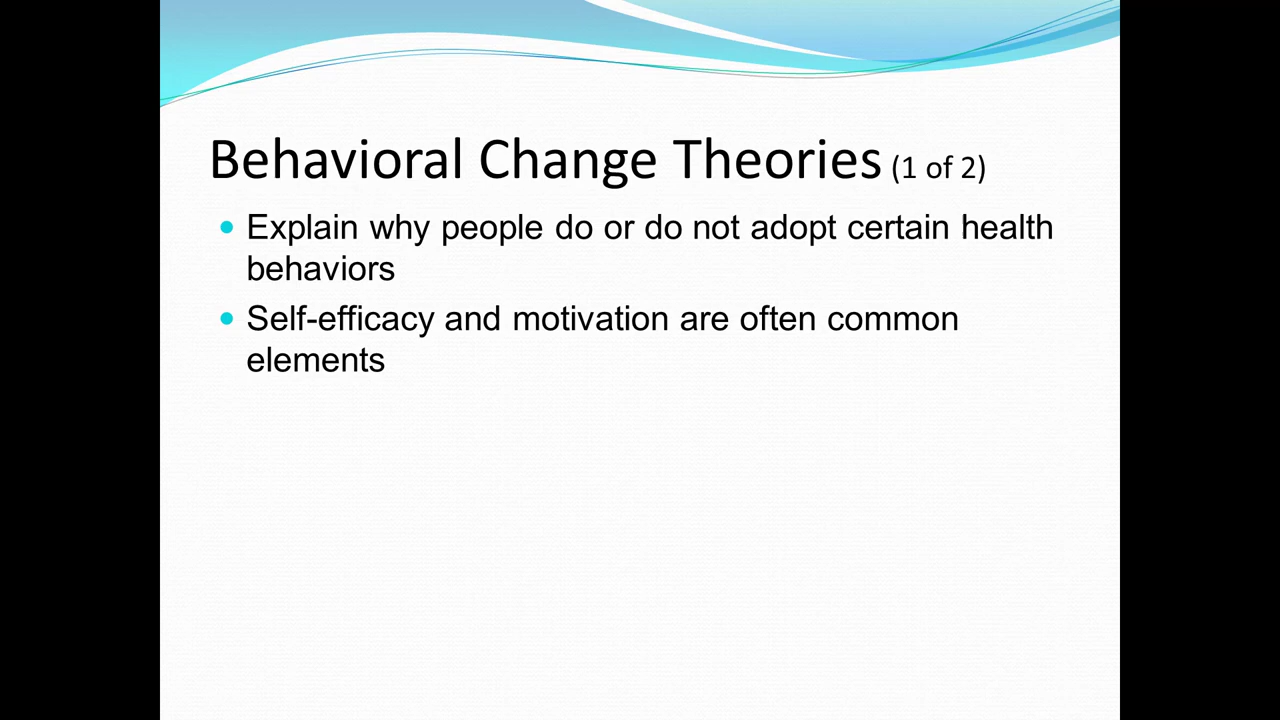 Behavioral Change Theories (1 of 2)
Explain why people do or do not adopt certain health
behaviors
Self-efficacy and motivation are often common
elements